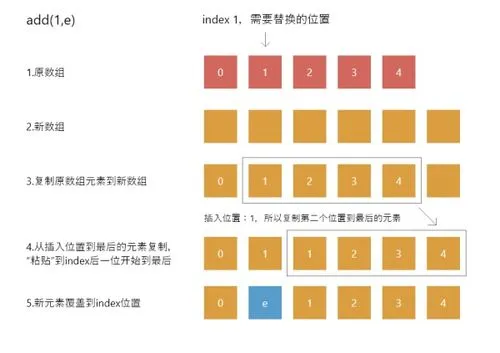 add(1,e)
index 1，需要替换的位置
1.原数组
0 1 2 3 4
2.新数组
3.复制原数组元素到新数组
0 1 2 3 4
插入位置：1，所以复制第二个位置到最后的元素
4.从插入位置到最后的元素复制，
“粘贴”到index后一位开始到最后
0 1 1 2 3 4
5.新元素覆盖到index位置
0 e 1 2 3 4